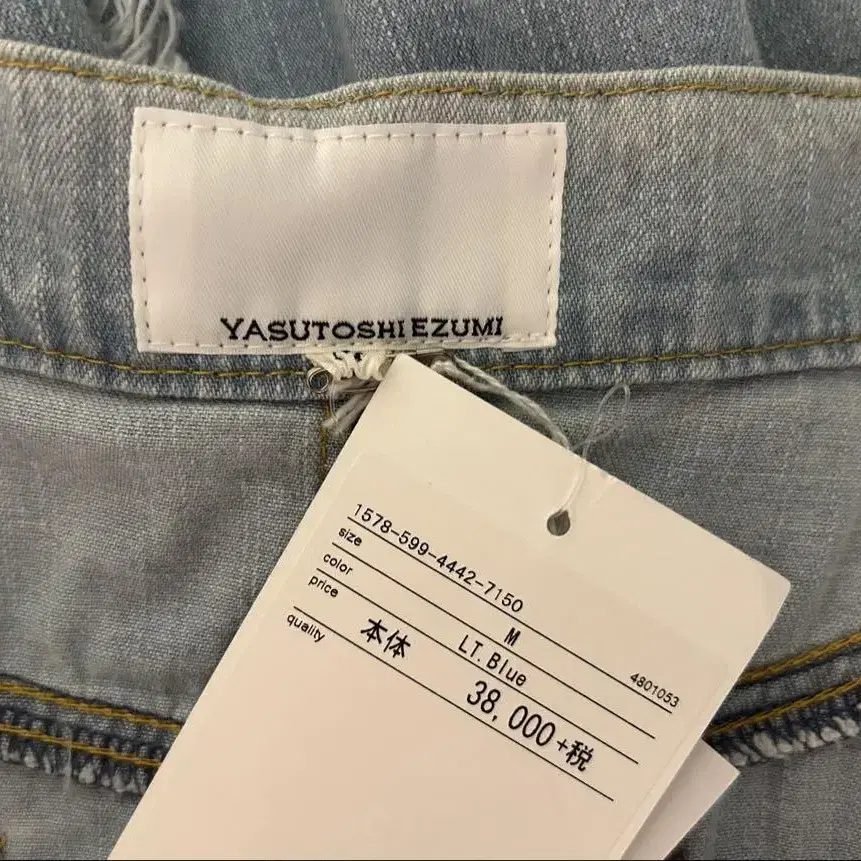 YASUTOSHI EZUMI
1578-599-4442-7150
size M 4801053
color LT.Blue
price 本体 38,000+税
quality